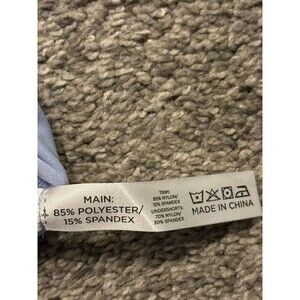 MAIN:
85% POLYESTER/
15% SPANDEX
TRIM:
85% NYLON/
15% SPANDEX
UNDERSHORTS:
70% NYLON/
30% SPANDEX
MADE IN CHINA